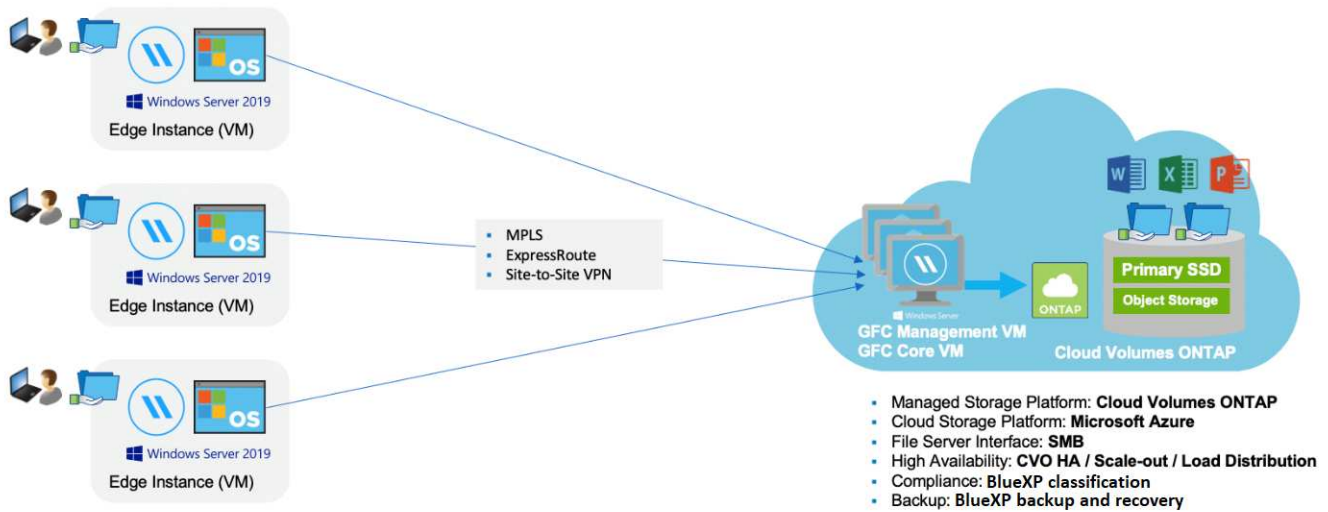 OS
Windows Server 2019
Edge Instance (VM)
OS
Windows Server 2019
Edge Instance (VM)
OS
Windows Server 2019
Edge Instance (VM)
▪ MPLS
▪ ExpressRoute
▪ Site-to-Site VPN
Windows Server
GFC Management VM
GFC Core VM
ONTAP
W
X
P
Primary SSD
Object Storage
Cloud Volumes ONTAP
▪ Managed Storage Platform: Cloud Volumes ONTAP
▪ Cloud Storage Platform: Microsoft Azure
▪ File Server Interface: SMB
▪ High Availability: CVO HA / Scale-out / Load Distribution
▪ Compliance: BlueXP classification
▪ Backup: BlueXP backup and recovery